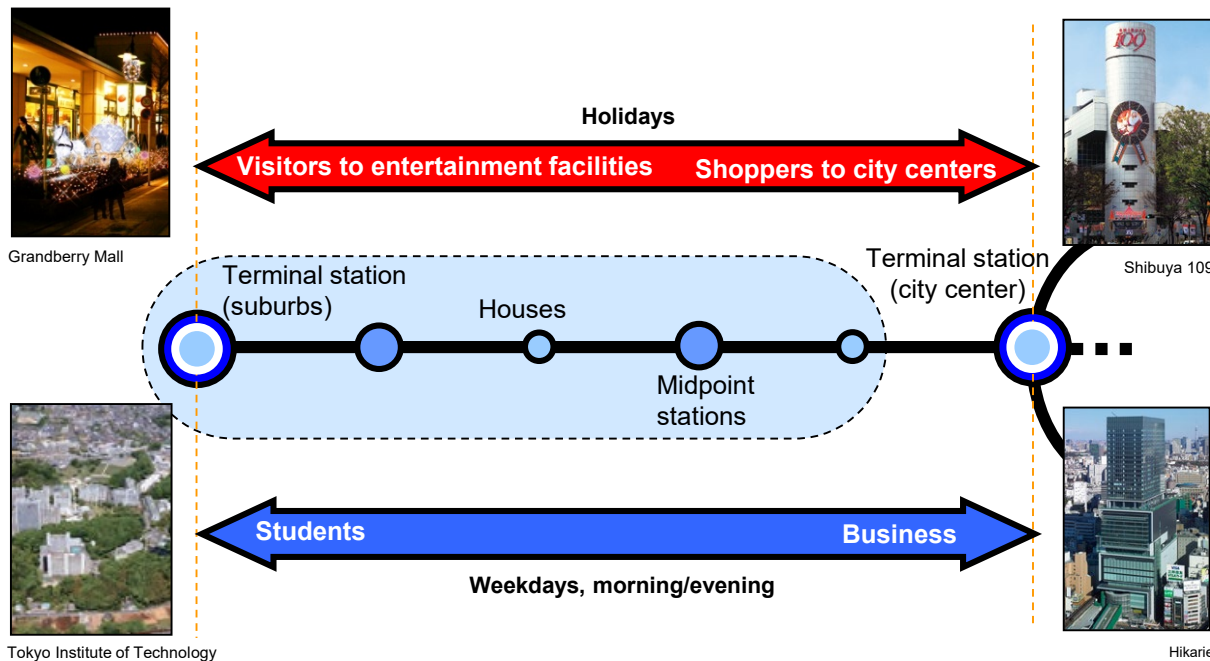 Holidays
Visitors to entertainment facilities
Shoppers to city centers
109
Grandberry Mall
Shibuya 109
Terminal station
(suburbs)
Houses
Terminal station
(city center)
Midpoint
stations
Students
Business
Weekdays, morning/evening
Tokyo Institute of Technology
Hikarie